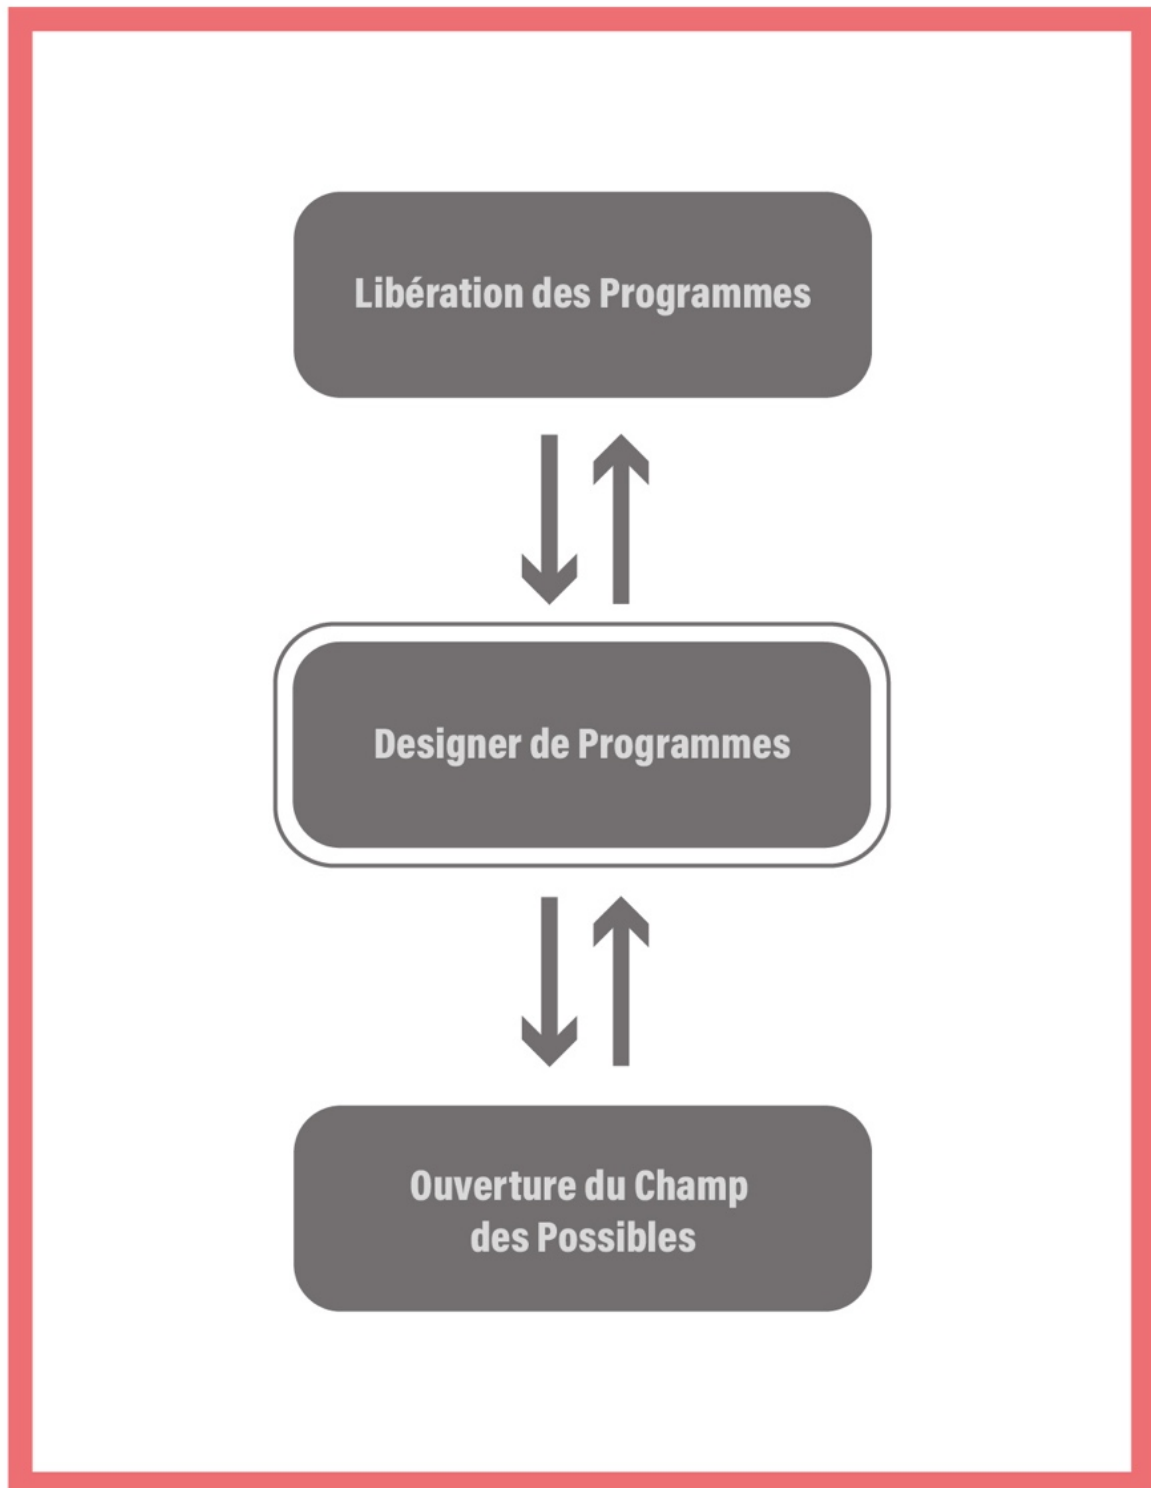 Libération des Programmes
Designer de Programmes
Ouverture du Champ
des Possibles